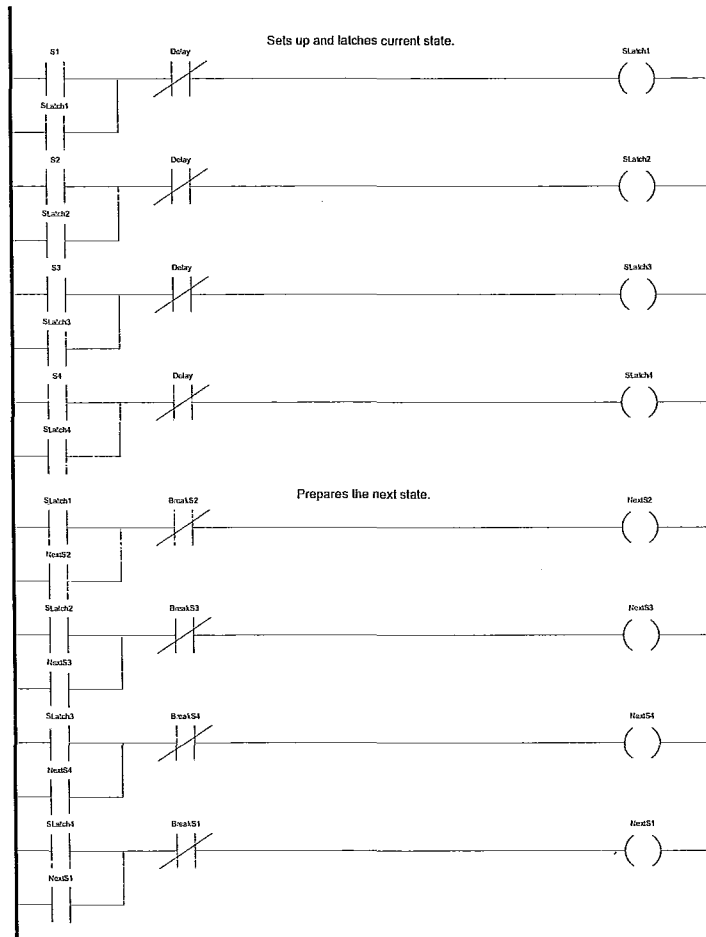 Sets up and latches current state.
S1 Delay SLatch1
SLatch1
S2 Delay SLatch2
SLatch2
S3 Delay SLatch3
SLatch3
S4 Delay SLatch4
SLatch4
Prepares the next state.
SLatch1 BreakS2 NextS2
NextS2
SLatch2 BreakS3 NextS3
NextS3
SLatch3 BreakS4 NextS4
NextS4
SLatch4 BreakS1 NextS1
NextS1